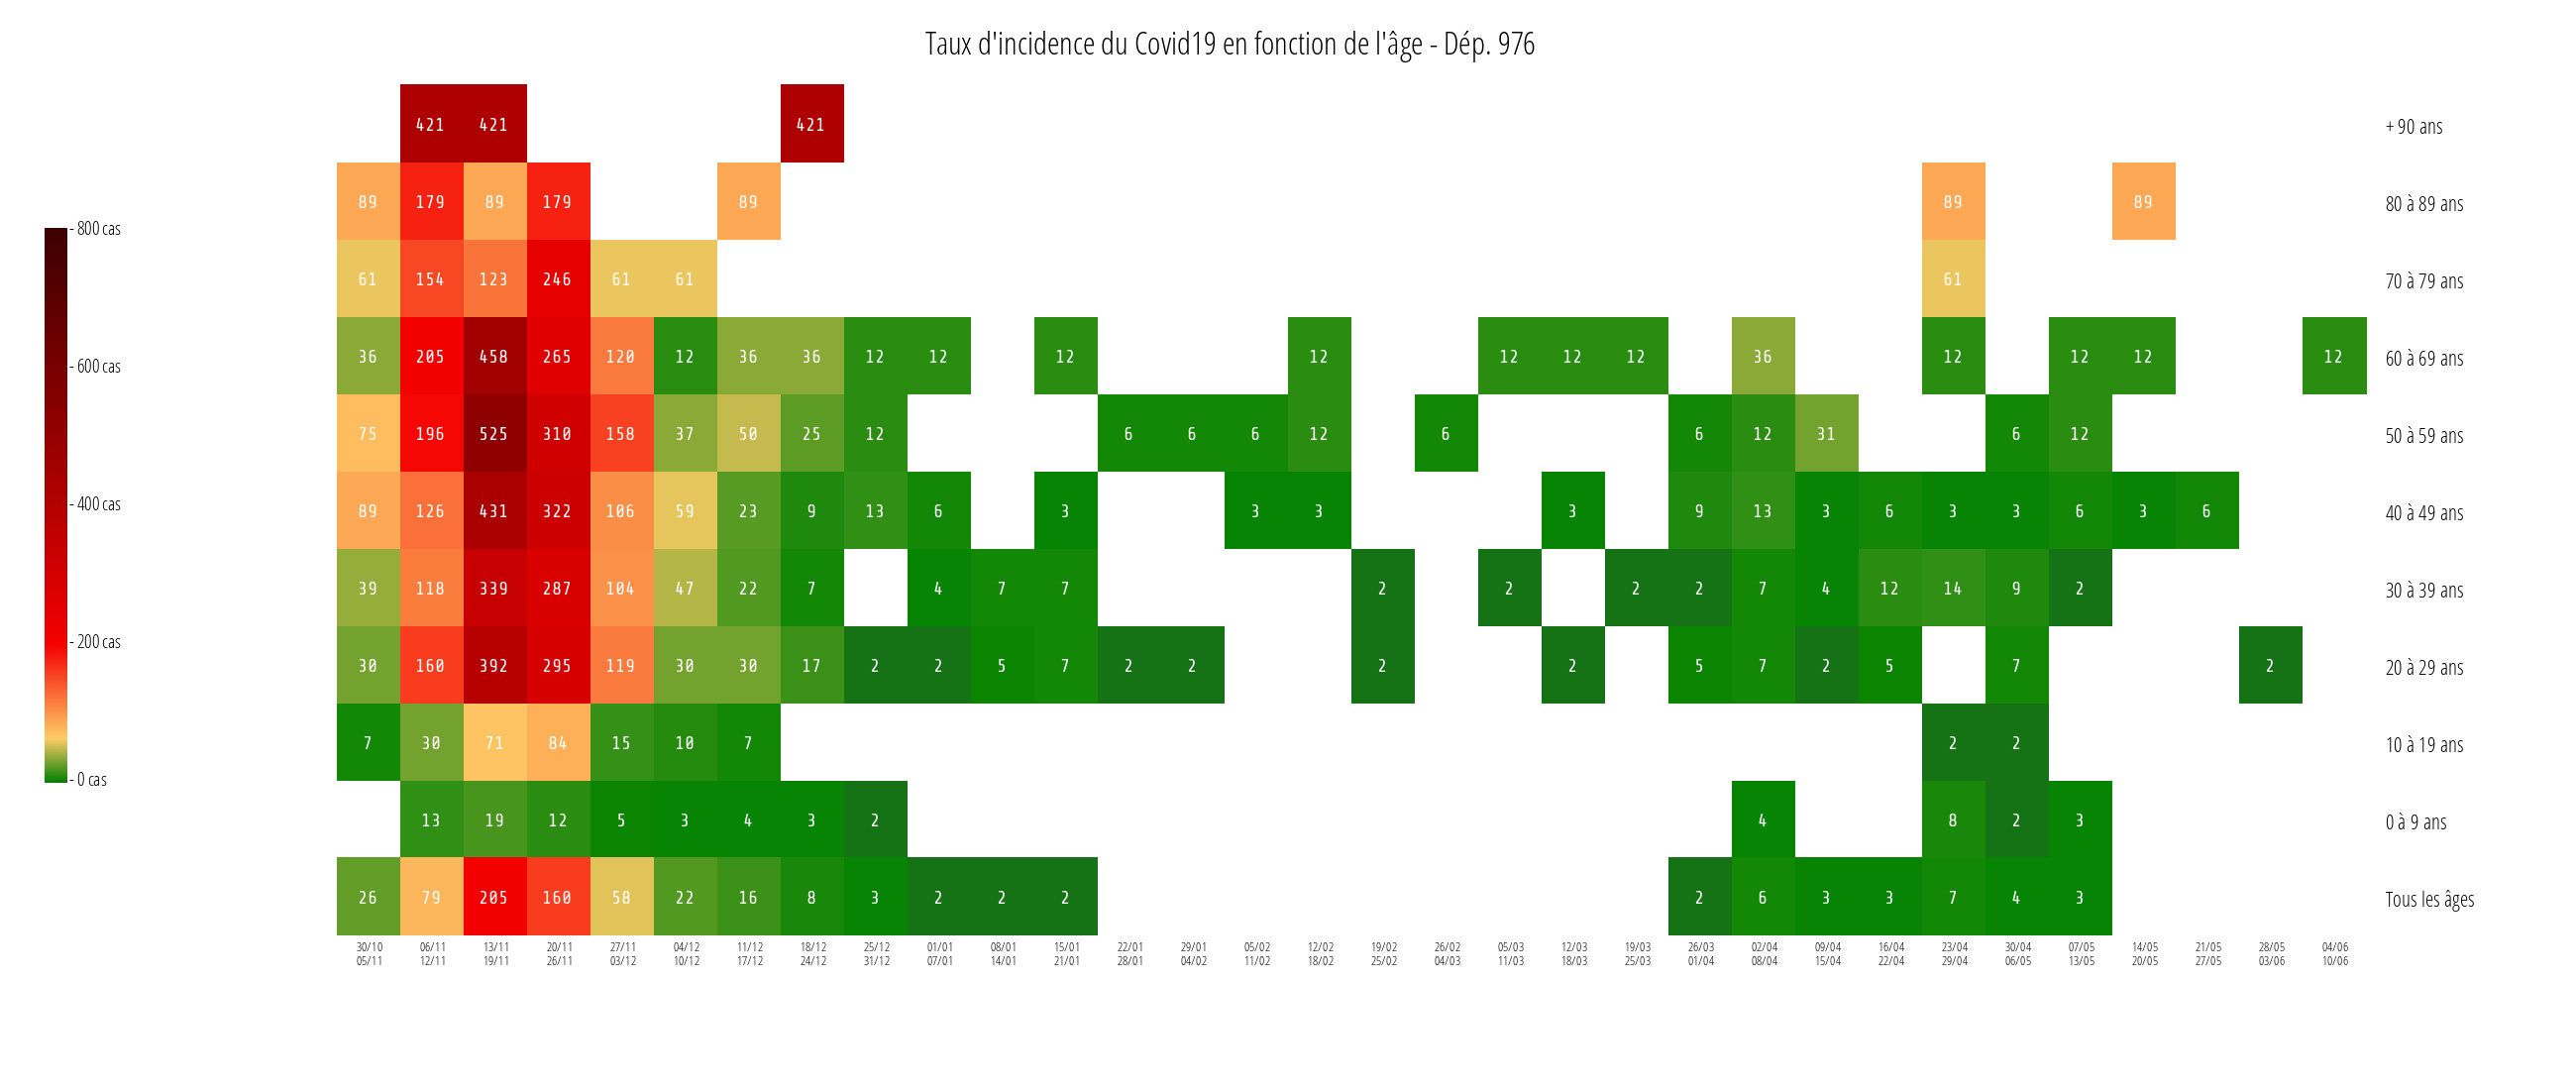 Taux d'incidence du Covid19 en fonction de l'âge - Dép. 976
- 800 cas
- 600 cas
- 400 cas
- 200 cas
- 0 cas
421 421 421 + 90 ans
89 179 89 179 89 89 89 80 à 89 ans
61 154 123 246 61 61 61 70 à 79 ans
36 205 458 265 120 12 36 36 12 12 12 12 12 12 12 36 12 12 12 12 60 à 69 ans
75 196 525 310 158 37 50 25 12 6 6 6 12 6 6 12 31 6 12 50 à 59 ans
89 126 431 322 106 59 23 9 13 6 3 3 3 3 9 13 3 6 3 3 6 3 6 40 à 49 ans
39 118 339 287 104 47 22 7 4 7 7 2 2 2 2 7 4 12 14 9 2 30 à 39 ans
30 160 392 295 119 30 30 17 2 2 5 7 2 2 2 2 5 7 2 5 7 2 20 à 29 ans
7 30 71 84 15 10 7 2 2 10 à 19 ans
13 19 12 5 3 4 3 2 4 8 2 3 0 à 9 ans
26 79 205 160 58 22 16 8 3 2 2 2 2 6 3 3 7 4 3 Tous les âges
30/10 06/11 13/11 20/11 27/11 04/12 11/12 18/12 25/12 01/01 08/01 15/01 22/01 29/01 05/02 12/02 19/02 26/02 05/03 12/03 19/03 26/03 02/04 09/04 16/04 23/04 30/04 07/05 14/05 21/05 28/05 04/06
05/11 12/11 19/11 26/11 03/12 10/12 17/12 24/12 31/12 07/01 14/01 21/01 28/01 04/02 11/02 18/02 25/02 04/03 11/03 18/03 25/03 01/04 08/04 15/04 22/04 29/04 06/05 13/05 20/05 27/05 03/06 10/06